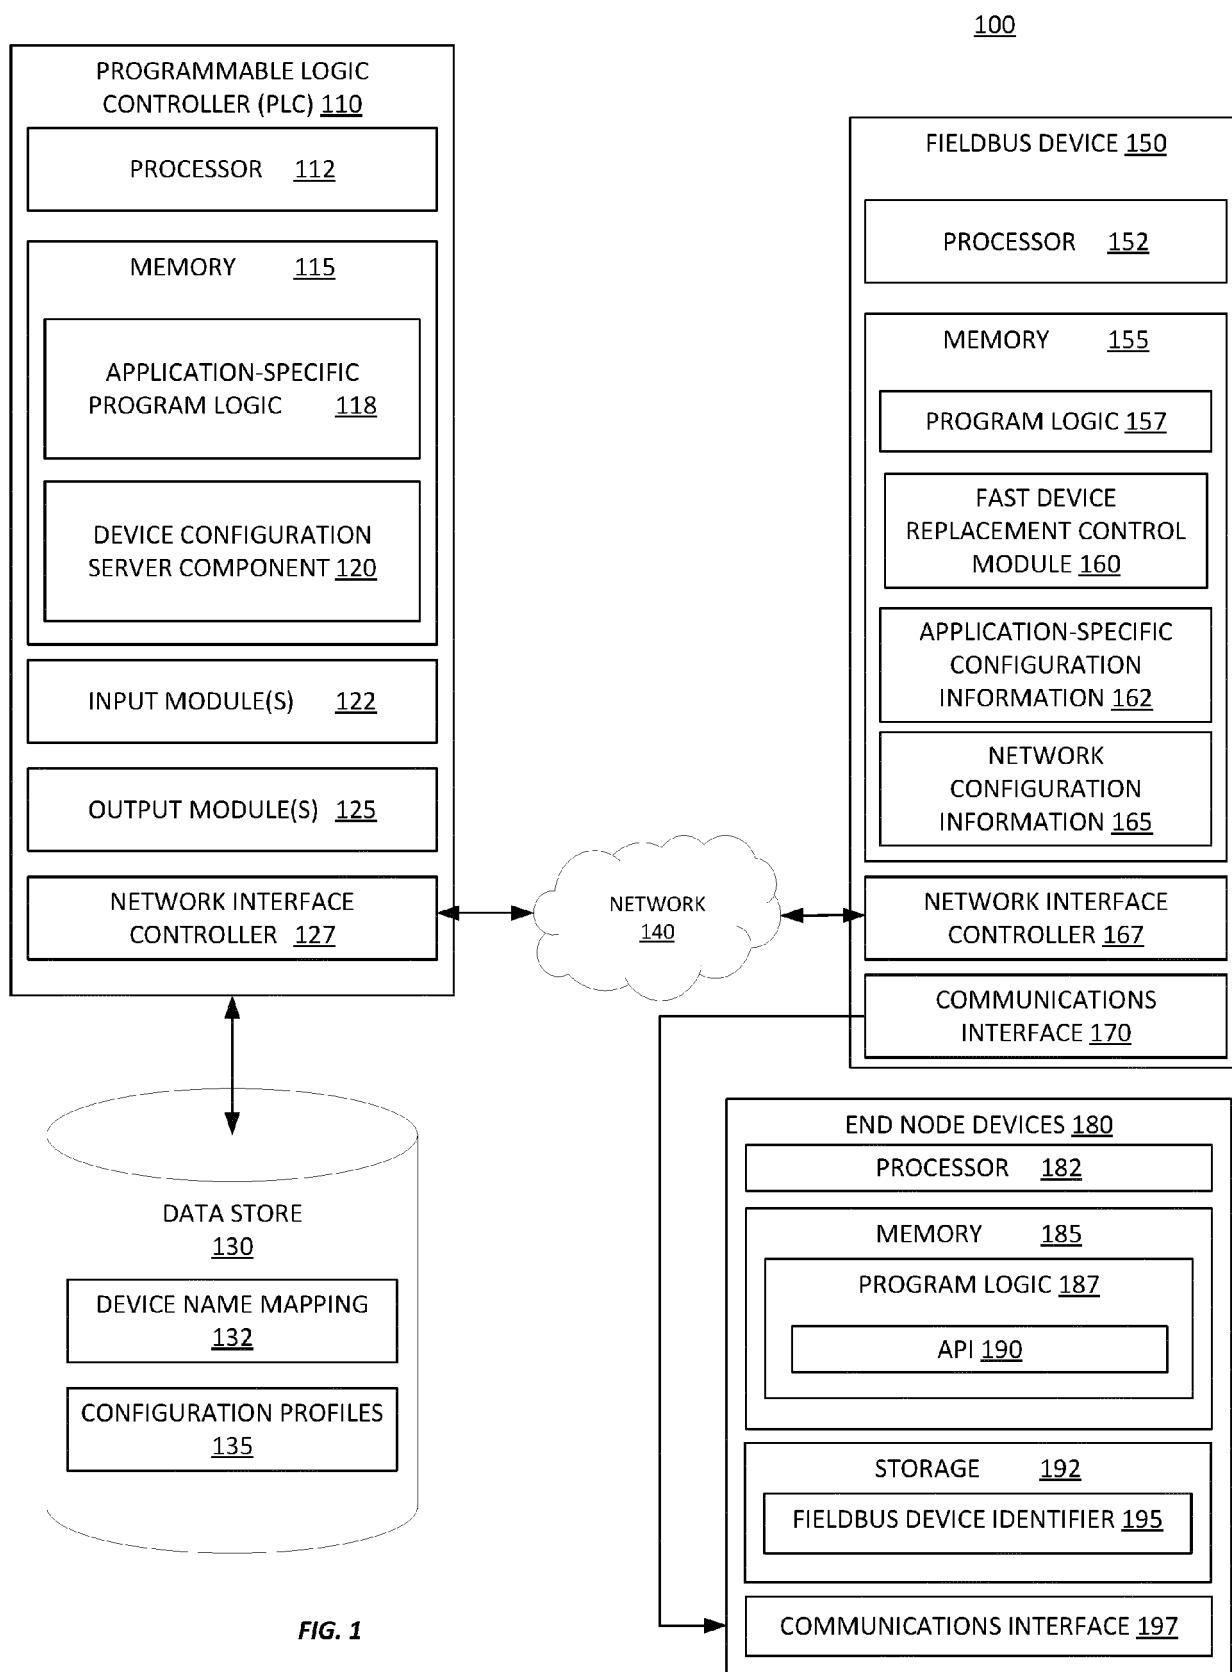 100
PROGRAMMABLE LOGIC
CONTROLLER (PLC) 110
PROCESSOR 112
MEMORY 115
APPLICATION-SPECIFIC
PROGRAM LOGIC 118
DEVICE CONFIGURATION
SERVER COMPONENT 120
INPUT MODULE(S) 122
OUTPUT MODULE(S) 125
NETWORK INTERFACE
CONTROLLER 127
DATA STORE
130
DEVICE NAME MAPPING
132
CONFIGURATION PROFILES
135
NETWORK
140
FIELDBUS DEVICE 150
PROCESSOR 152
MEMORY 155
PROGRAM LOGIC 157
FAST DEVICE
REPLACEMENT CONTROL
MODULE 160
APPLICATION-SPECIFIC
CONFIGURATION
INFORMATION 162
NETWORK
CONFIGURATION
INFORMATION 165
NETWORK INTERFACE
CONTROLLER 167
COMMUNICATIONS
INTERFACE 170
END NODE DEVICES 180
PROCESSOR 182
MEMORY 185
PROGRAM LOGIC 187
API 190
STORAGE 192
FIELDBUS DEVICE IDENTIFIER 195
COMMUNICATIONS INTERFACE 197
FIG. 1